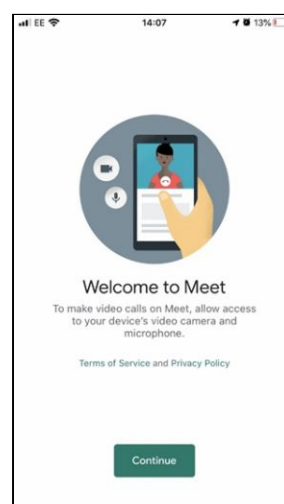 EE 14:07 13%
Welcome to Meet
To make video calls on Meet, allow access
to your device's video camera and
microphone.
Terms of Service and Privacy Policy
Continue